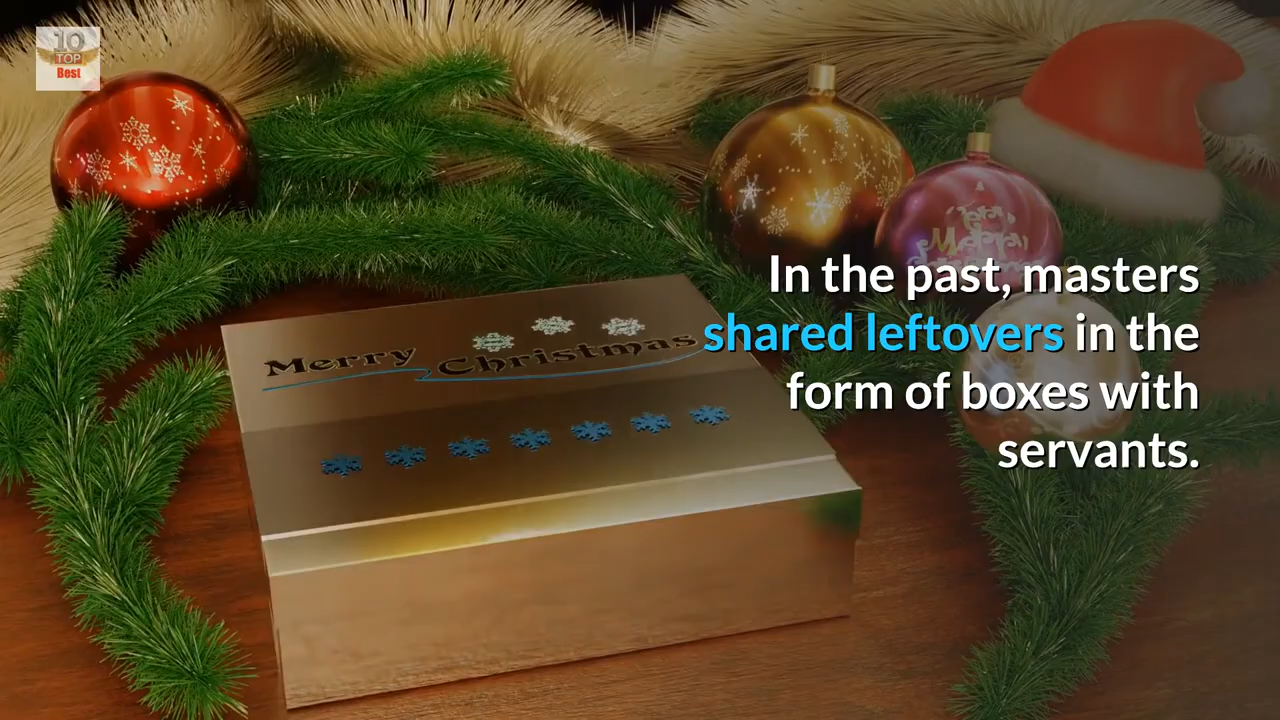 10
TOP
Best
In the past, masters
shared leftovers in the
form of boxes with
servants.
Merry Christmas